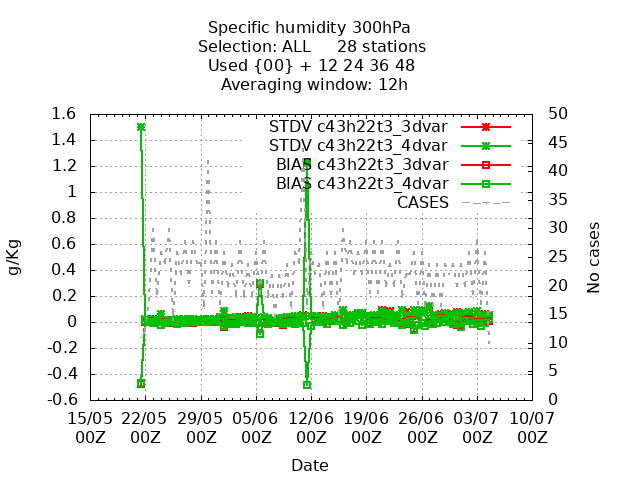 Specific humidity 300hPa
Selection: ALL     28 stations
Used {00} + 12 24 36 48
Averaging window: 12h
1.6
1.4
1.2
1
0.8
0.6
0.4
0.2
0
-0.2
-0.4
-0.6
g/Kg
STDV c43h22t3_3dvar
STDV c43h22t3_4dvar
BIAS c43h22t3_3dvar
BIAS c43h22t3_4dvar
CASES
50
45
40
35
30
25
20
15
10
5
0
No cases
15/05 22/05 29/05 05/06 12/06 19/06 26/06 03/07 10/07
00Z 00Z 00Z 00Z 00Z 00Z 00Z 00Z 00Z
Date